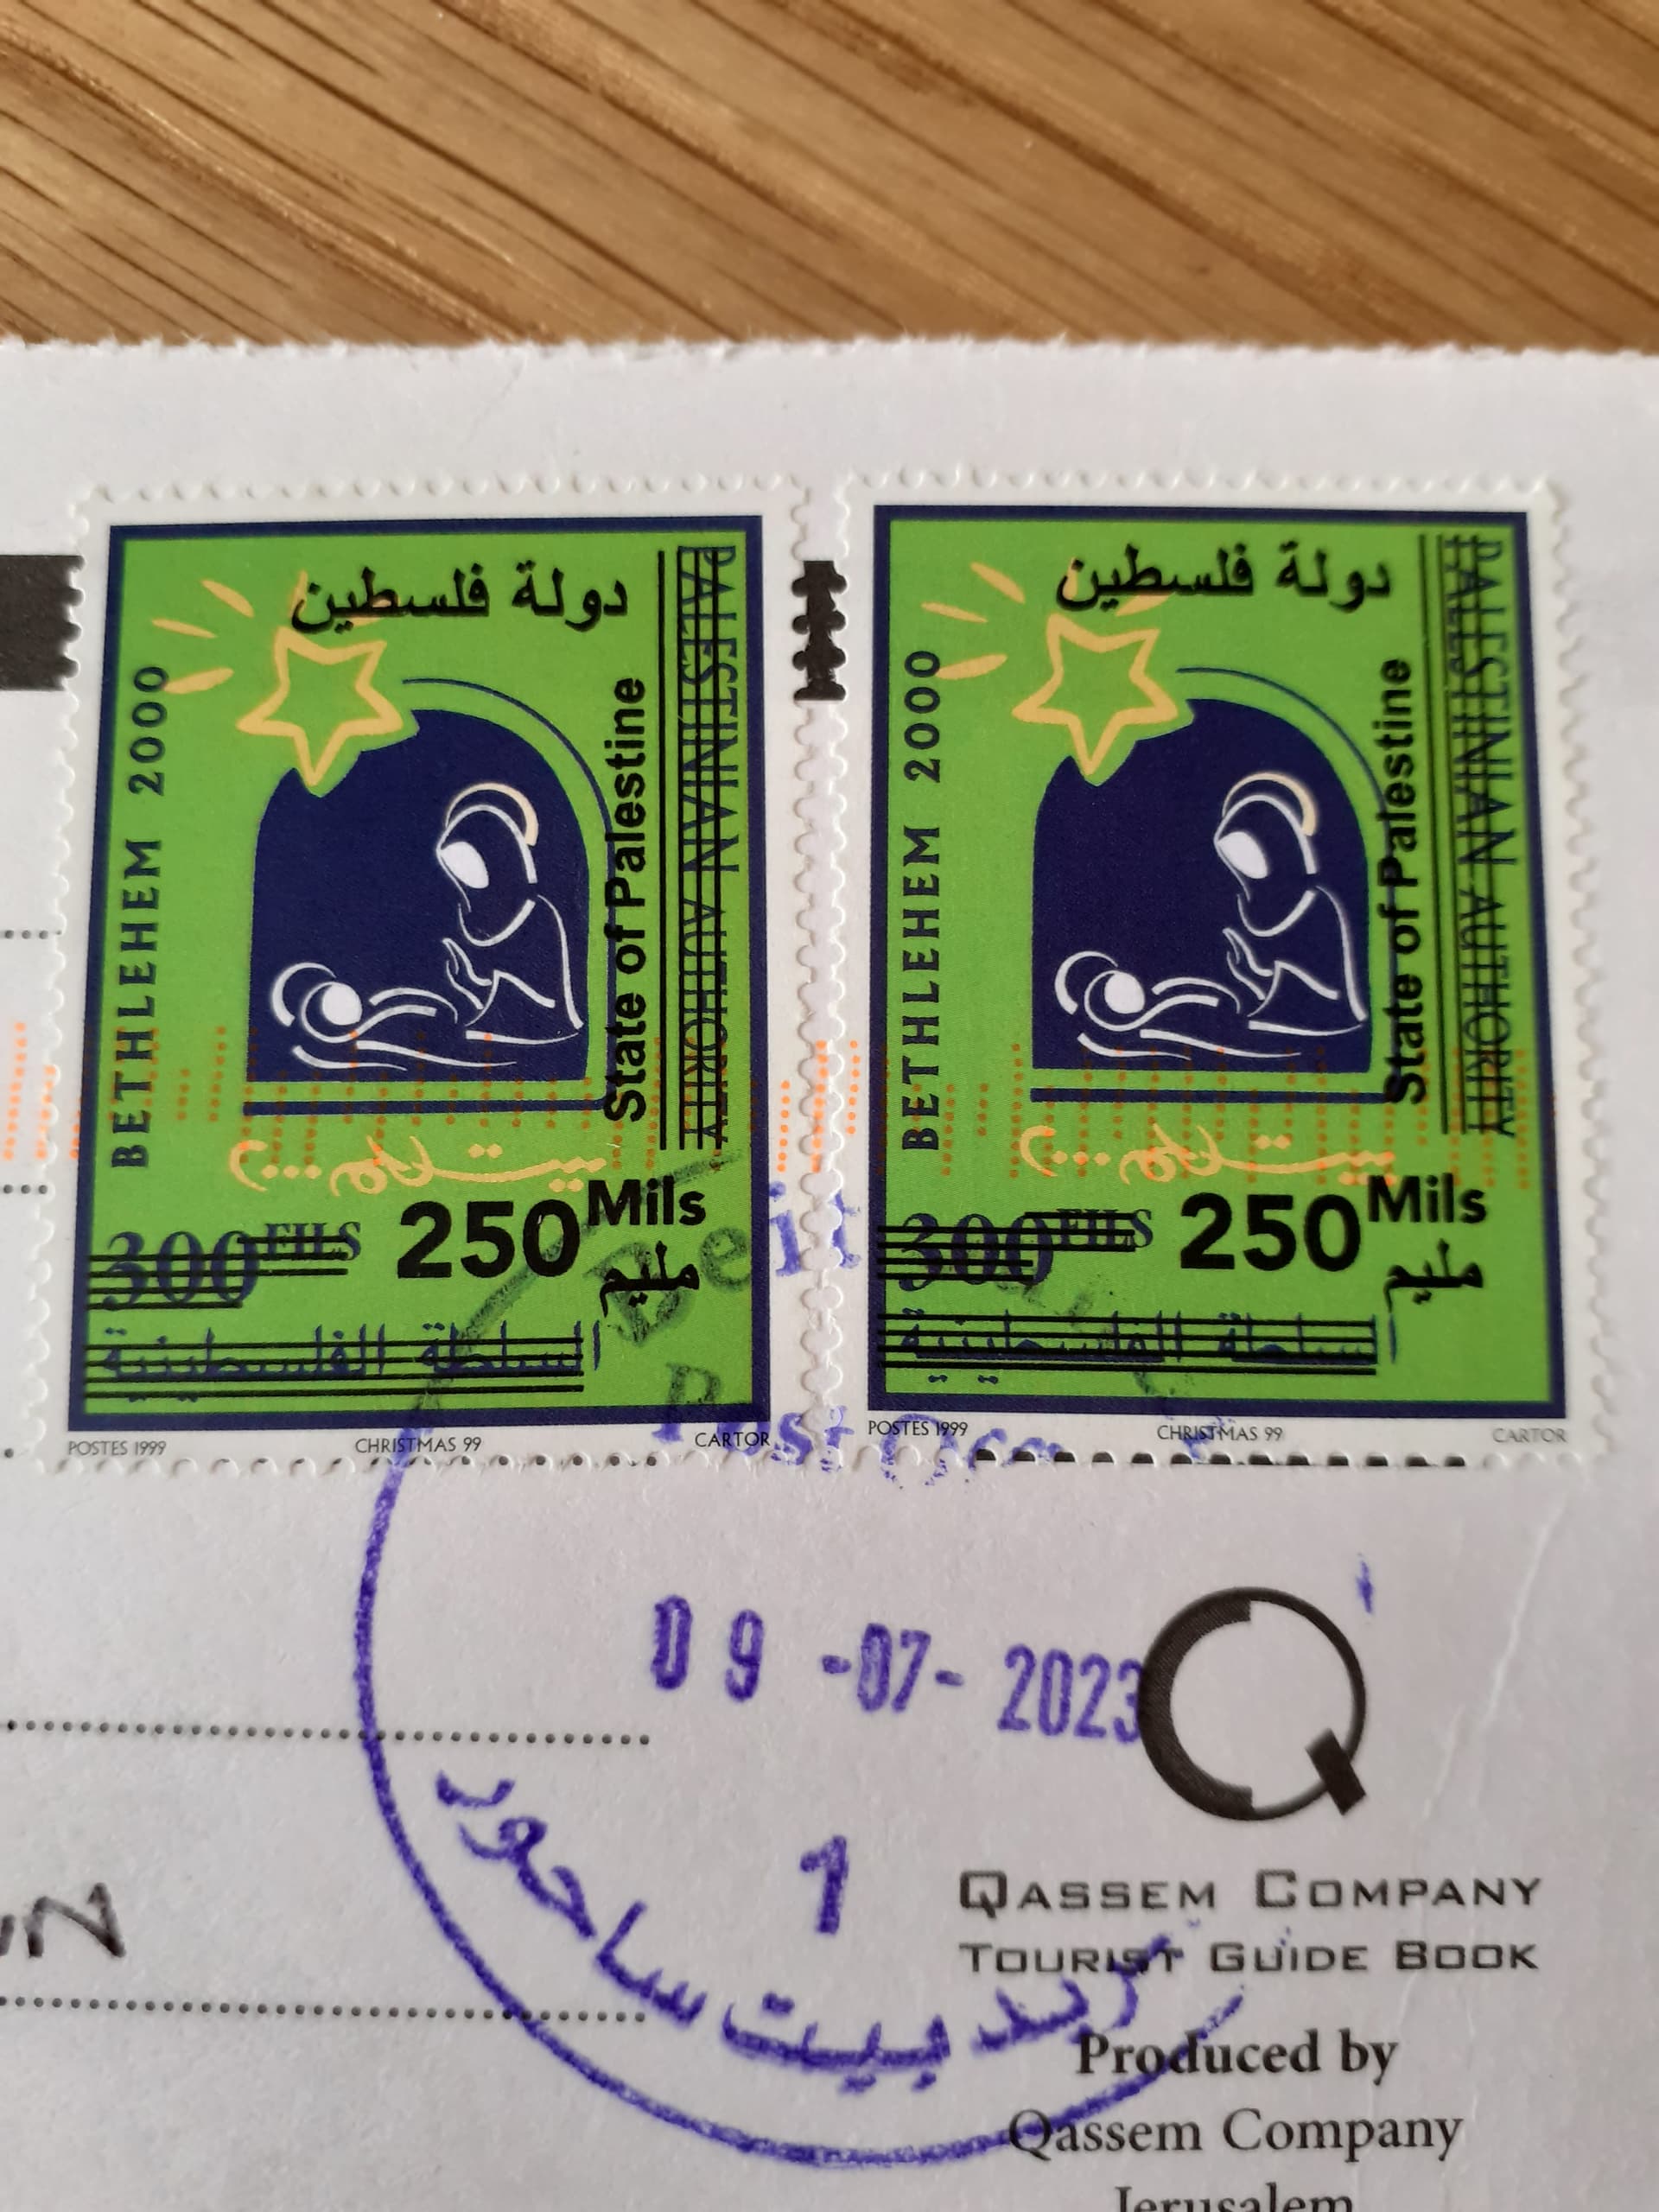 دولة فلسطين
BETHLEHEM 2000
State of Palestine
PALESTINIAN AUTHORITY
300 FILS
250 Mils
مليم
السلطة الفلسطينية
POSTES 1999 CHRISTMAS 99 CARTOR
دولة فلسطين
BETHLEHEM 2000
State of Palestine
PALESTINIAN AUTHORITY
300 FILS
250 Mils
مليم
السلطة الفلسطينية
POSTES 1999 CHRISTMAS 99 CARTOR
Beit
Post
09-07-2023
1
بريد بيت ساحور
Q
QASSEM COMPANY
TOURIST GUIDE BOOK
Produced by
Qassem Company
Jerusalem